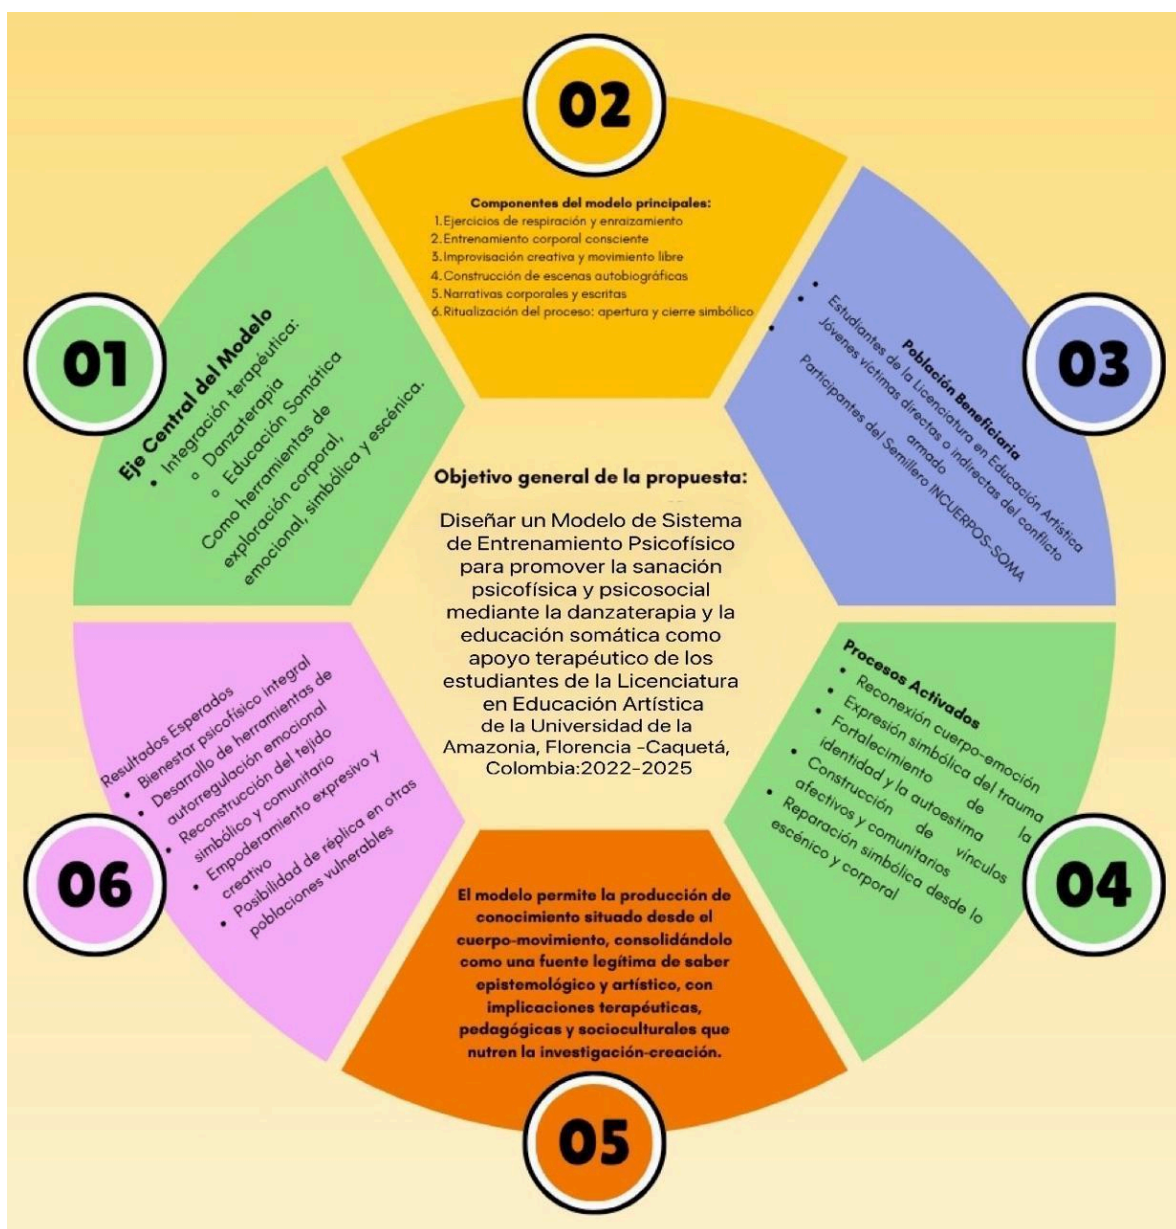 01
Eje Central del Modelo
• Integración terapéutica:
o Danzaterapia
o Educación Somática
Como herramientas de
exploración corporal,
emocional, simbólica y escénica.
02
Componentes del modelo principales:
1. Ejercicios de respiración y enraizamiento
2. Entrenamiento corporal consciente
3. Improvisación creativa y movimiento libre
4. Construcción de escenas autobiográficas
5. Narrativas corporales y escritas
6. Ritualización del proceso: apertura y cierre simbólico
03
Población Beneficiaria
• Estudiantes de la Licenciatura en Educación Artística
• Jóvenes víctimas directas o indirectas del conflicto
armado
• Participantes del Semillero INCUERPOS-SOMA
Objetivo general de la propuesta:
Diseñar un Modelo de Sistema
de Entrenamiento Psicofísico
para promover la sanación
psicofísica y psicosocial
mediante la danzaterapia y la
educación somática como
apoyo terapéutico de los
estudiantes de la Licenciatura
en Educación Artística
de la Universidad de la
Amazonia, Florencia -Caquetá,
Colombia:2022-2025
04
Procesos Activados
• Reconexión cuerpo-emoción
• Expresión simbólica del trauma
• Fortalecimiento de la
identidad y la autoestima
• Construcción de vínculos
afectivos y comunitarios
• Reparación simbólica desde lo
escénico y corporal
El modelo permite la producción de
conocimiento situado desde el
cuerpo-movimiento, consolidándolo
como una fuente legítima de saber
epistemológico y artístico, con
implicaciones terapéuticas,
pedagógicas y socioculturales que
nutren la investigación-creación.
05
Resultados Esperados
• Bienestar psicofísico integral
• Desarrollo de herramientas de
autorregulación emocional
• Reconstrucción del tejido
simbólico y comunitario
• Empoderamiento expresivo y
creativo
• Posibilidad de réplica en otras
poblaciones vulnerables
06